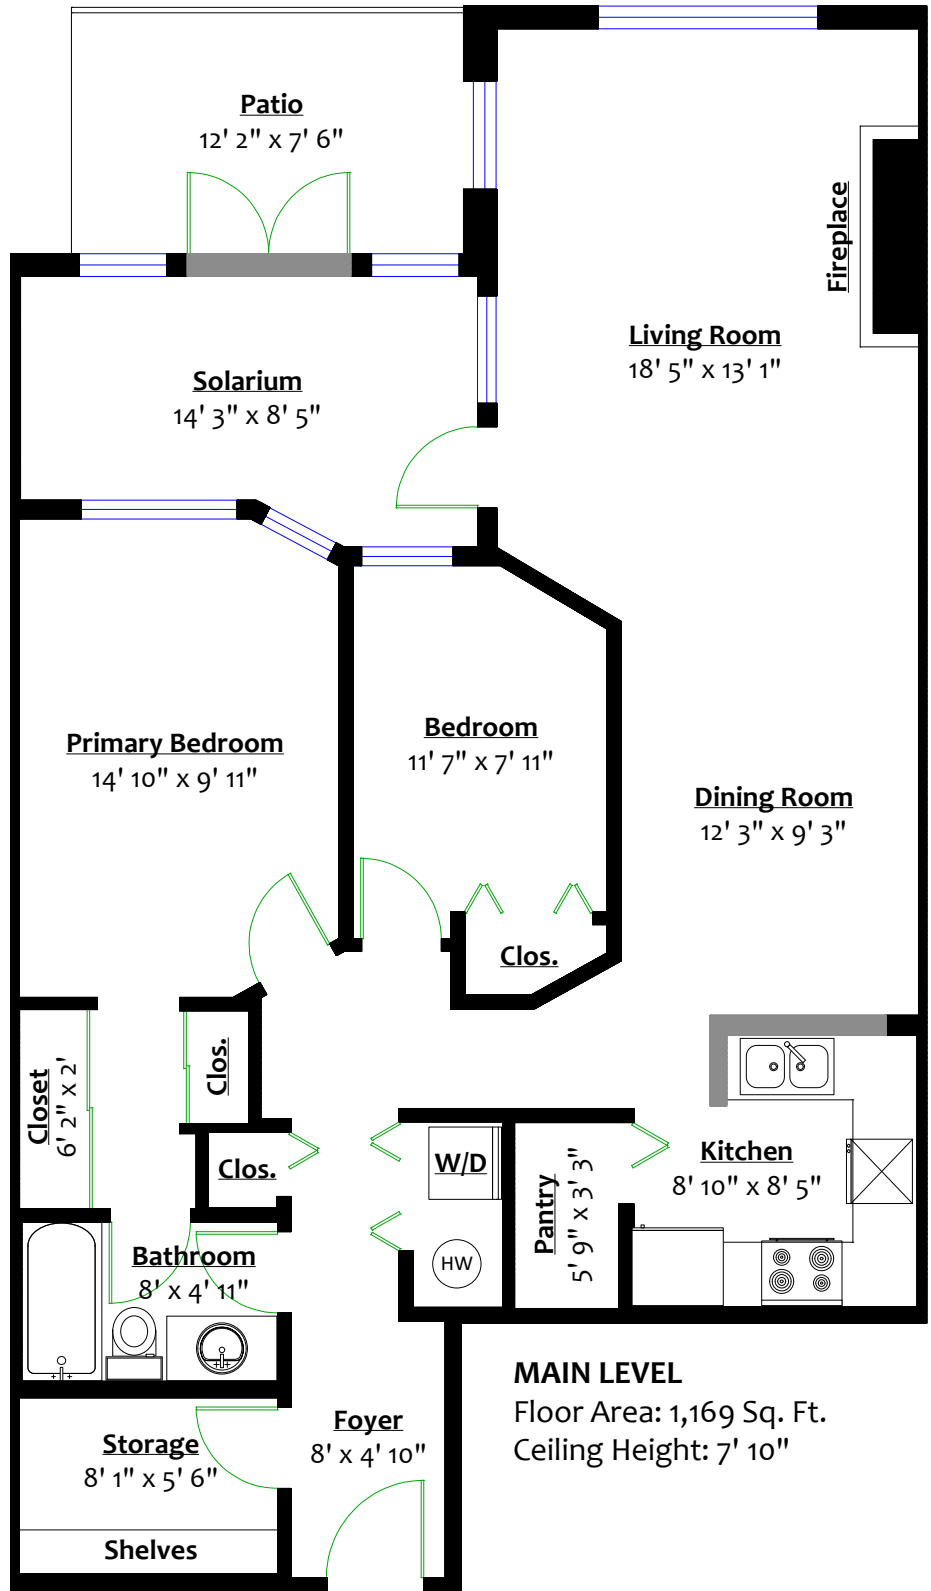 Patio
12' 2" x 7' 6"
Fireplace
Living Room
18' 5" x 13' 1"
Solarium
14' 3" x 8' 5"
Primary Bedroom
14' 10" x 9' 11"
Bedroom
11' 7" x 7' 11"
Dining Room
12' 3" x 9' 3"
Clos.
Closet
6' 2" x 2'
Clos.
Clos.
W/D
Pantry
5' 9" x 3' 3"
Kitchen
8' 10" x 8' 5"
Bathroom
8' x 4' 11"
HW
MAIN LEVEL
Floor Area: 1,169 Sq. Ft.
Ceiling Height: 7' 10"
Foyer
8' x 4' 10"
Storage
8' 1" x 5' 6"
Shelves